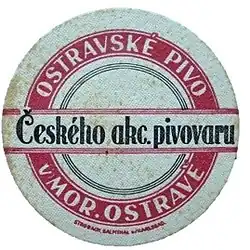 OSTRAVSKÉ PIVO
Českého akc. pivovaru
v MOR. OSTRAVĚ